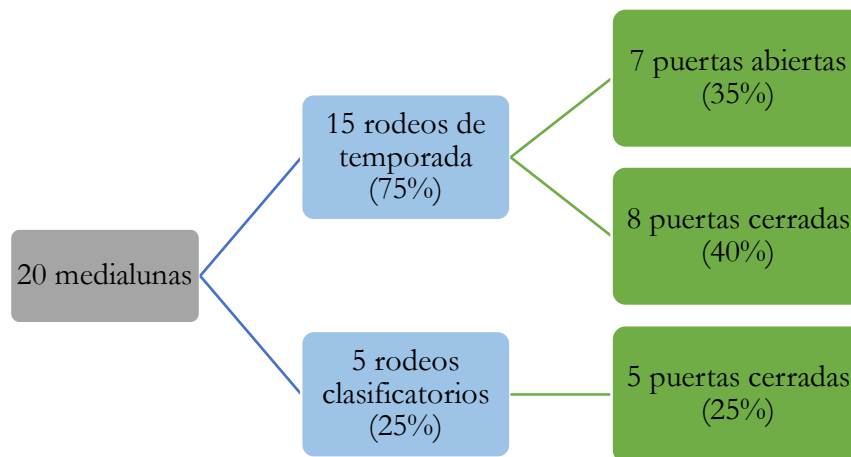 20 medialunas
15 rodeos de
temporada
(75%)
7 puertas abiertas
(35%)
8 puertas cerradas
(40%)
5 rodeos
clasificatorios
(25%)
5 puertas cerradas
(25%)